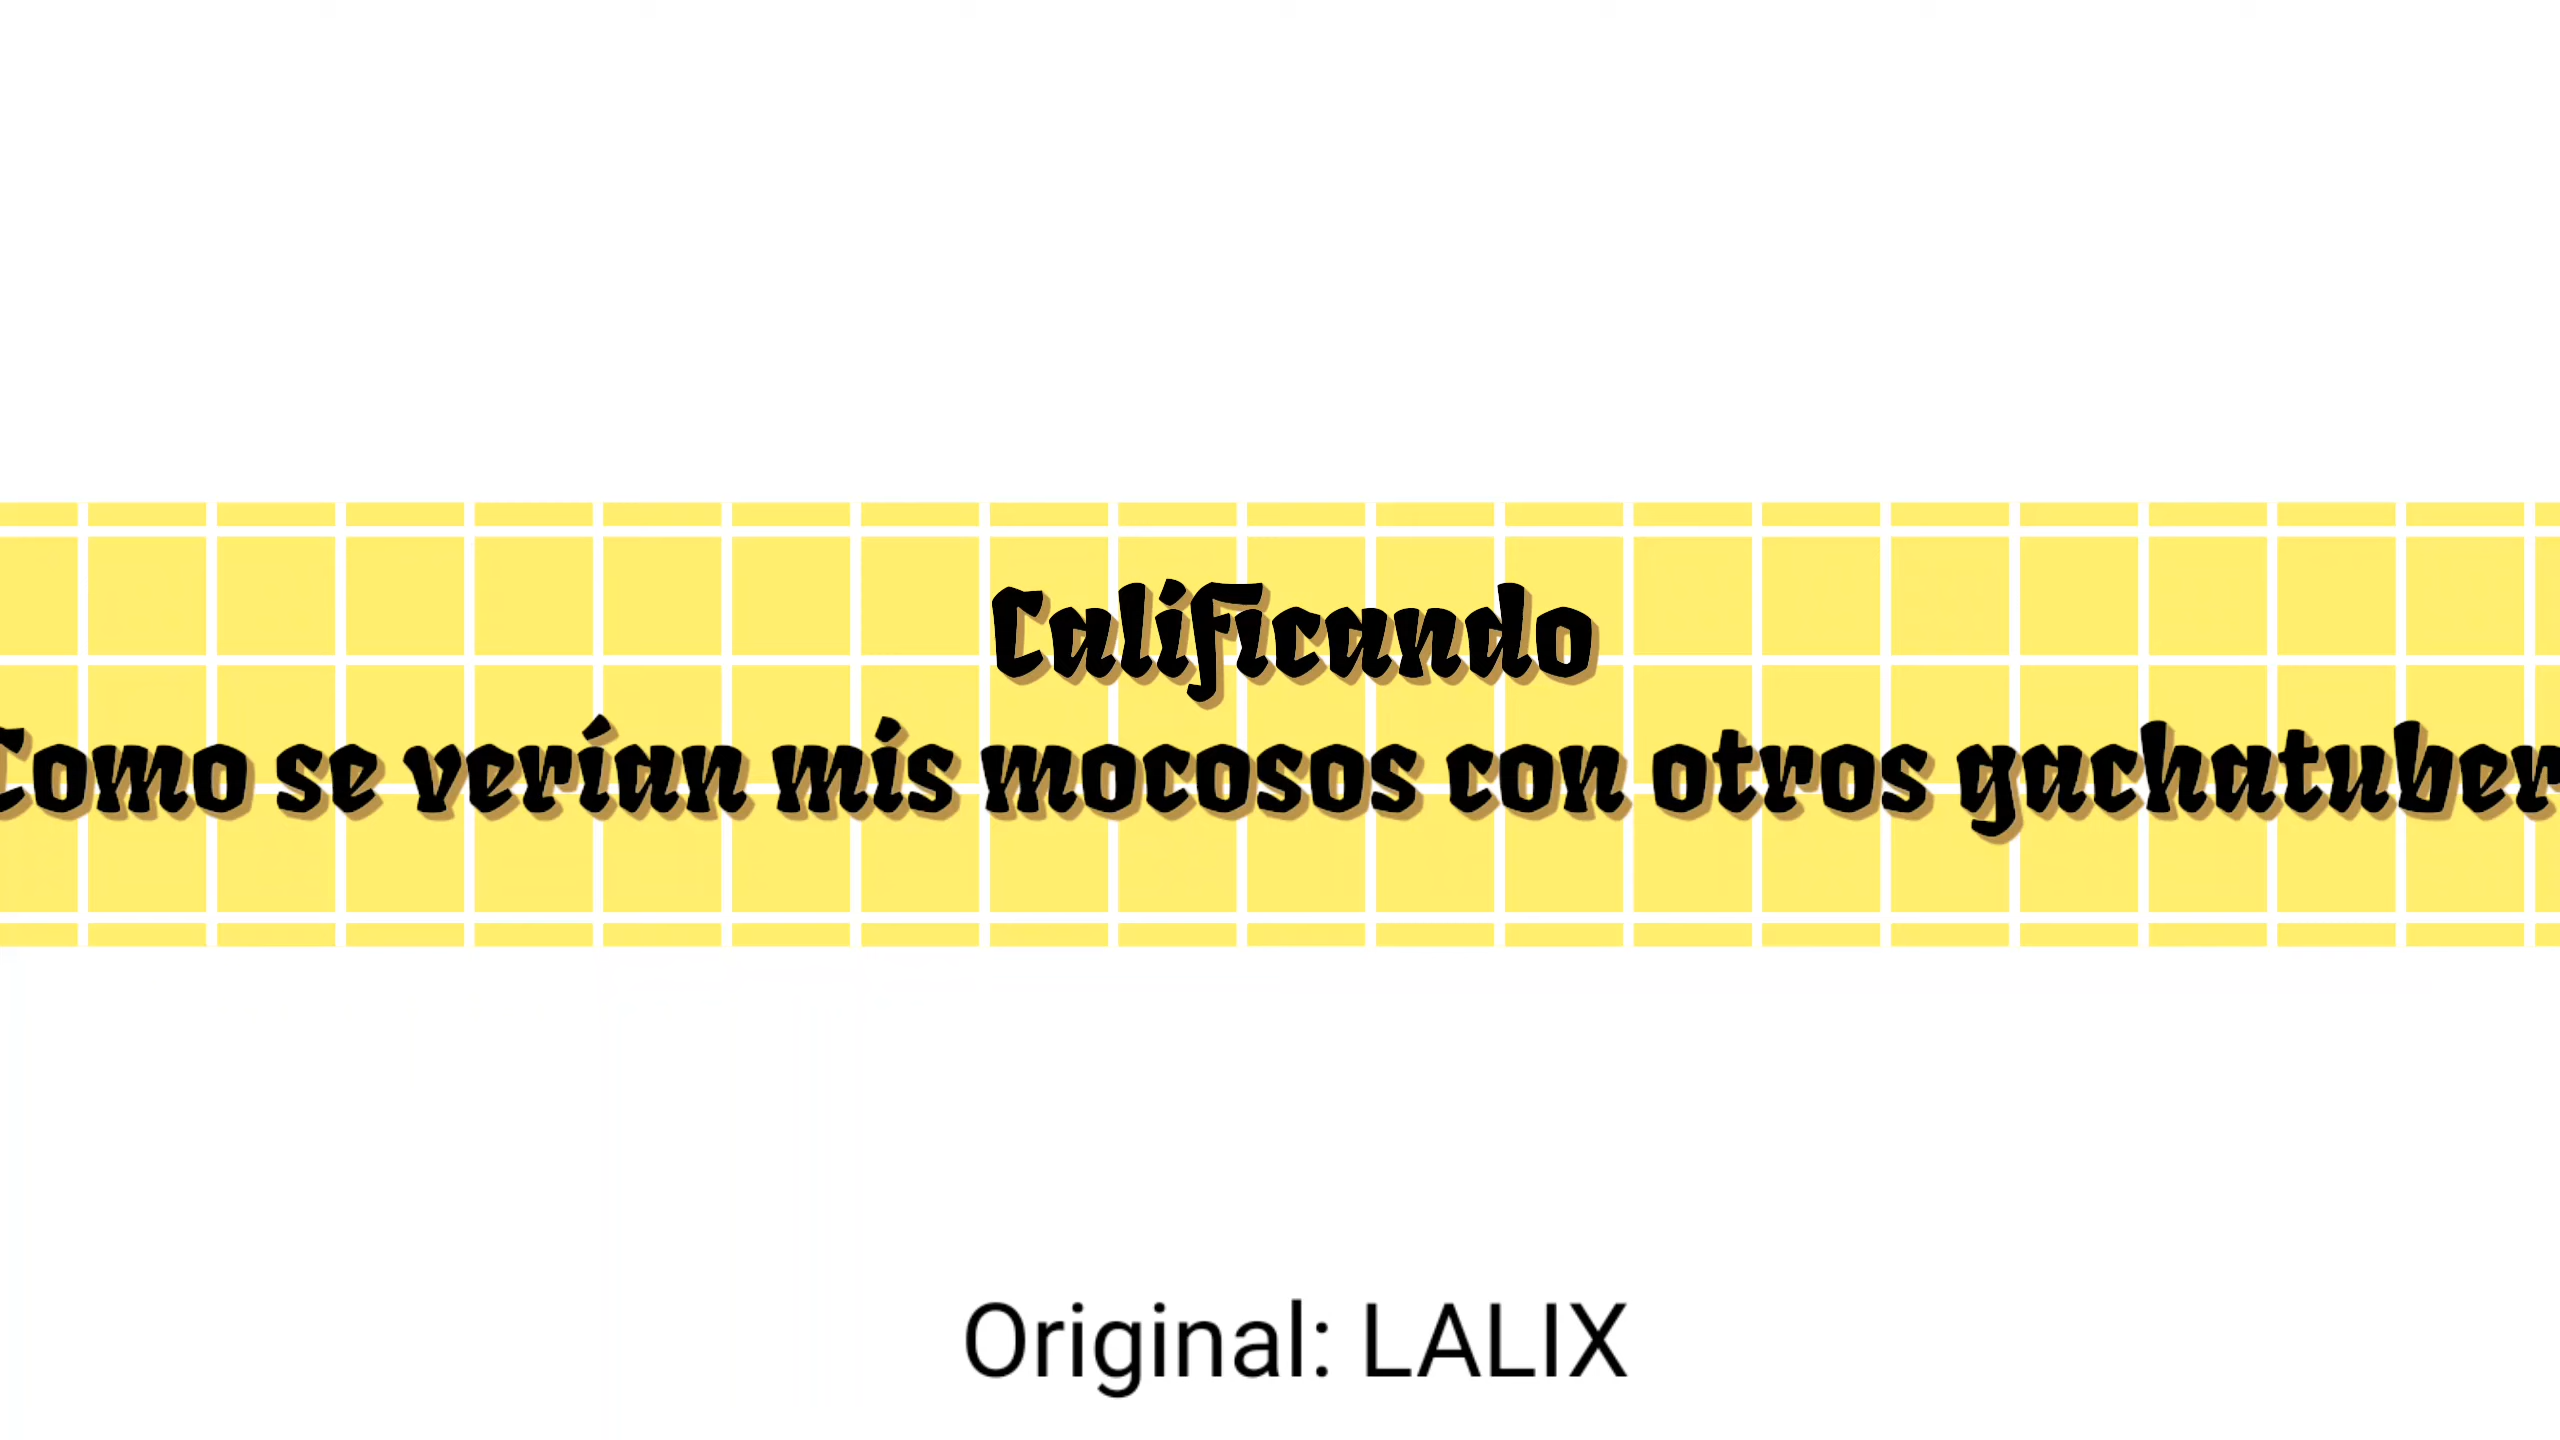 Calificando
Como se verían mis mocosos con otros gachatuber
Original: LALIX